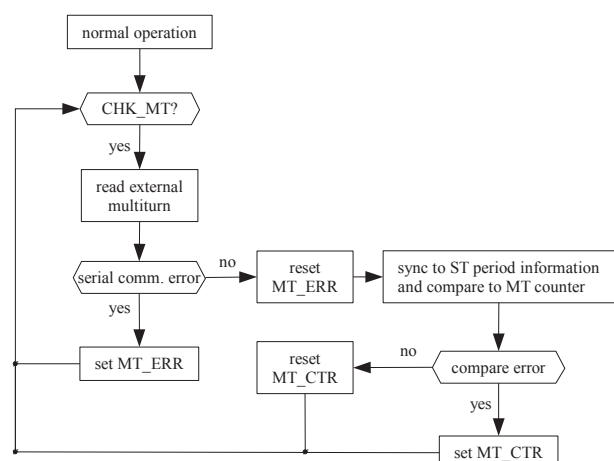 normal operation
CHK_MT?
yes
read external
multiturn
serial comm. error
no
reset
MT_ERR
sync to ST period information
and compare to MT counter
yes
set MT_ERR
reset
MT_CTR
no
compare error
yes
set MT_CTR